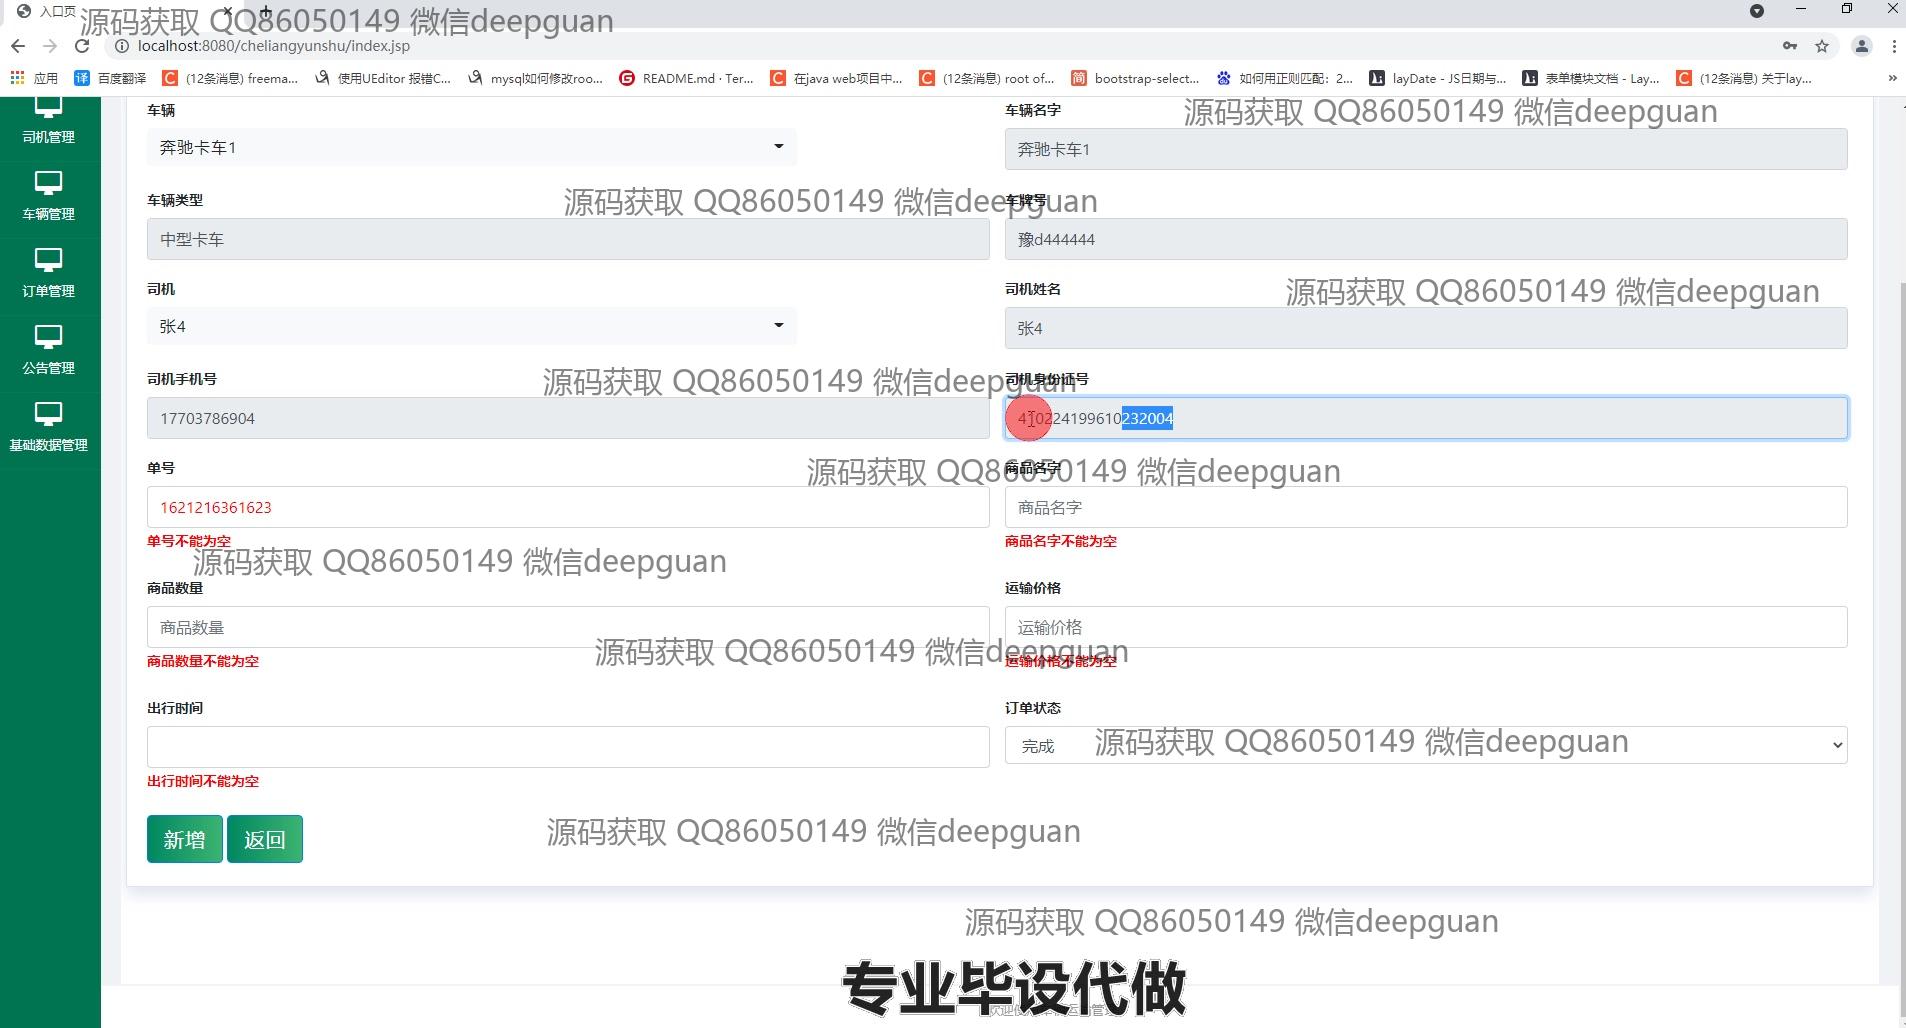 入口页
源码获取 QQ86050149 微信deepguan
localhost:8080/cheliangyunshu/index.jsp
应用 百度翻译 (12条消息) freema... 使用UEditor 报错C... mysql如何修改roo... README.md · Ter... 在java web项目中... (12条消息) root of... bootstrap-select... 如何用正则匹配：2... layDate - JS日期与... 表单模块文档 - Lay... (12条消息) 关于lay...
司机管理
车辆管理
订单管理
公告管理
基础数据管理
车辆 车辆名字
源码获取 QQ86050149 微信deepguan
奔驰卡车1 奔驰卡车1
车辆类型 车牌号
源码获取 QQ86050149 微信deepguan
中型卡车 豫d444444
司机 司机姓名
源码获取 QQ86050149 微信deepguan
张4 张4
司机手机号 司机身份证号
源码获取 QQ86050149 微信deepguan
17703786904 410224199610232004
单号 商品名字
源码获取 QQ86050149 微信deepguan
1621216361623 商品名字
单号不能为空 商品名字不能为空
源码获取 QQ86050149 微信deepguan
商品数量 运输价格
商品数量 运输价格
商品数量不能为空 运输价格不能为空
源码获取 QQ86050149 微信deepguan
出行时间 订单状态
完成
源码获取 QQ86050149 微信deepguan
出行时间不能为空
新增 返回
源码获取 QQ86050149 微信deepguan
源码获取 QQ86050149 微信deepguan
专业毕设代做